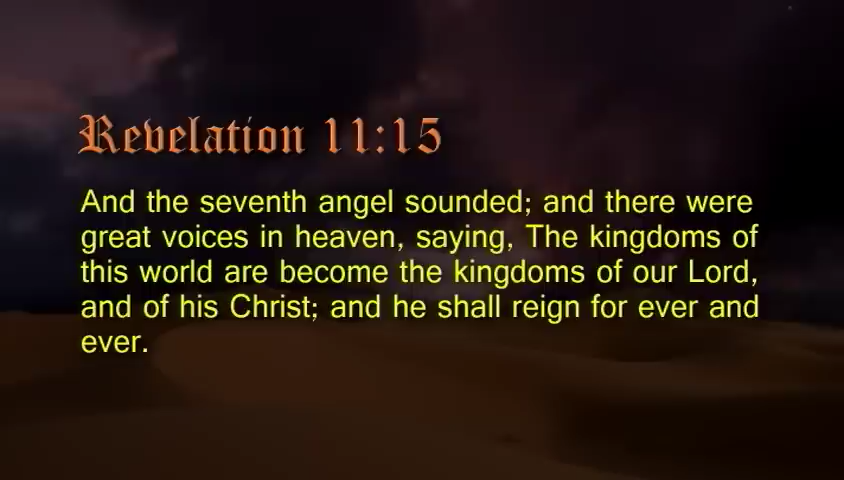 Revelation 11:15
And the seventh angel sounded; and there were
great voices in heaven, saying, The kingdoms of
this world are become the kingdoms of our Lord,
and of his Christ; and he shall reign for ever and
ever.